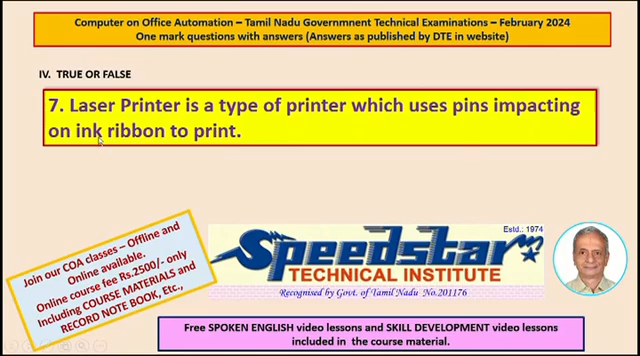 Computer on Office Automation – Tamil Nadu Governmnent Technical Examinations – February 2024
One mark questions with answers (Answers as published by DTE in website)
IV. TRUE OR FALSE
7. Laser Printer is a type of printer which uses pins impacting
on ink ribbon to print.
Join our COA classes – Offline and
Online available.
Online course fee Rs.2500/- only
Including COURSE MATERIALS and
RECORD NOTE BOOK, Etc.,
Estd.: 1974
Speedstar
TECHNICAL INSTITUTE
Recognised by Govt. of Tamil Nadu No.201176
Free SPOKEN ENGLISH video lessons and SKILL DEVELOPMENT video lessons
included in the course material.